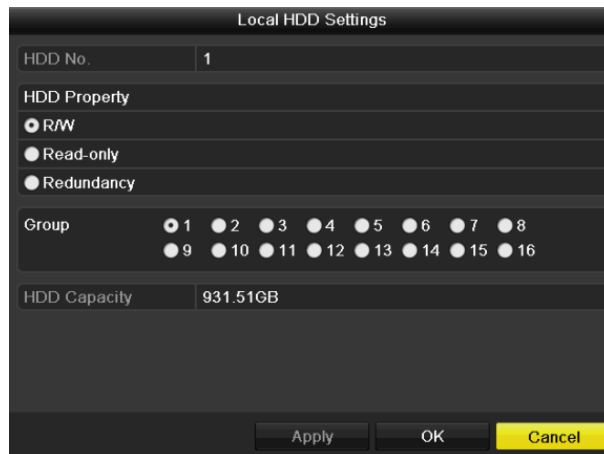 Local HDD Settings
HDD No. 1
HDD Property
R/W
Read-only
Redundancy
Group 1 2 3 4 5 6 7 8
9 10 11 12 13 14 15 16
HDD Capacity 931.51GB
Apply OK Cancel